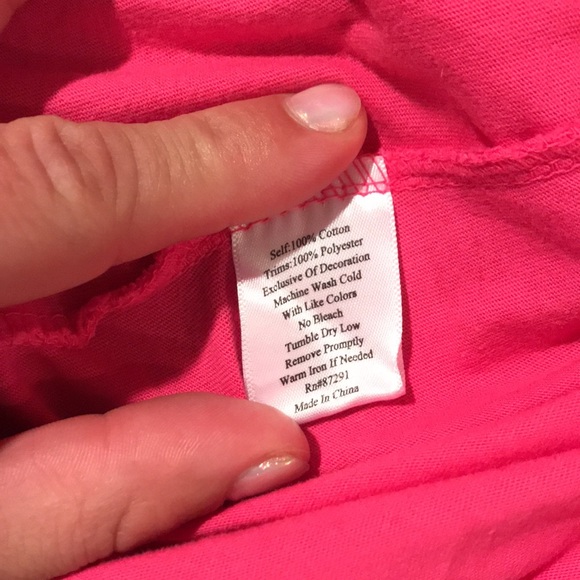 Self:100% Cotton
Trims:100% Polyester
Exclusive Of Decoration
Machine Wash Cold
With Like Colors
No Bleach
Tumble Dry Low
Remove Promptly
Warm Iron If Needed
Rn#87291
Made In China